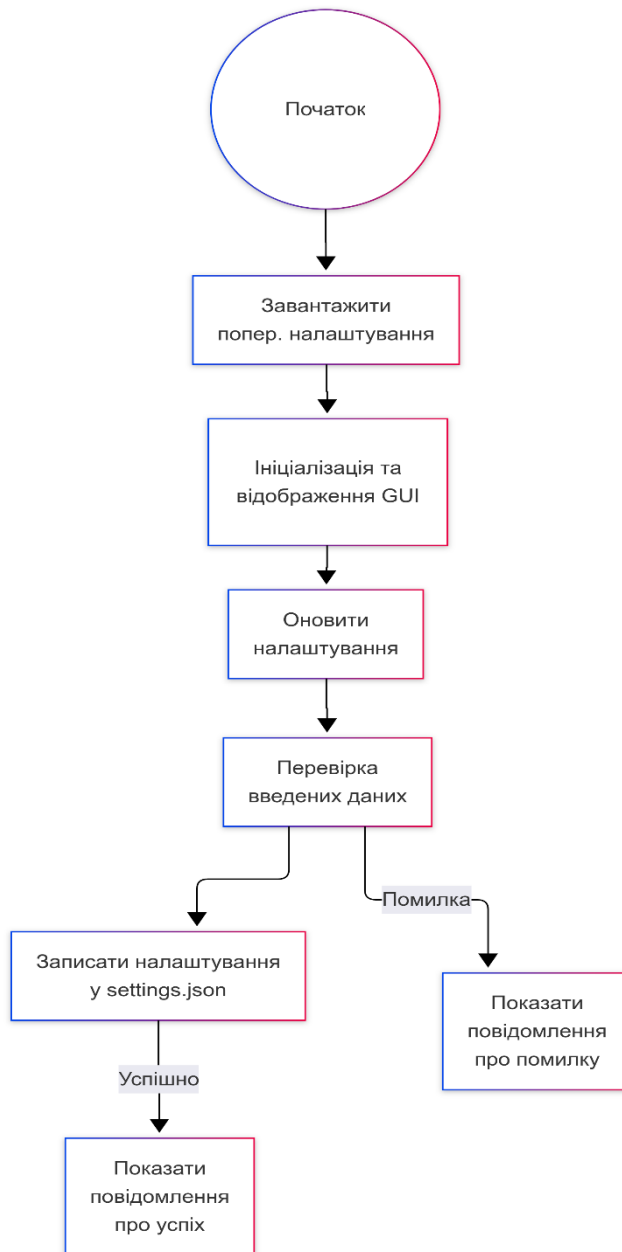 Початок
Завантажити
попер. налаштування
Ініціалізація та
відображення GUI
Оновити
налаштування
Перевірка
введених даних
Помилка
Записати налаштування
у settings.json
Показати
повідомлення
про помилку
Успішно
Показати
повідомлення
про успіх